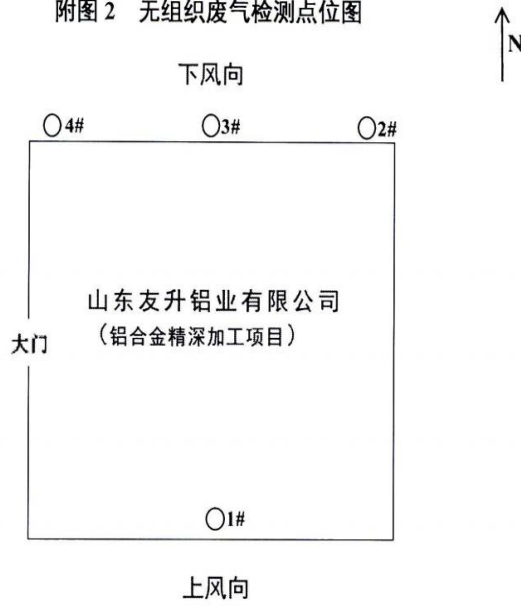 附图 2 无组织废气检测点位图
N
下风向
4# 3# 2#
山东友升铝业有限公司
（铝合金精深加工项目）
大门
1#
上风向